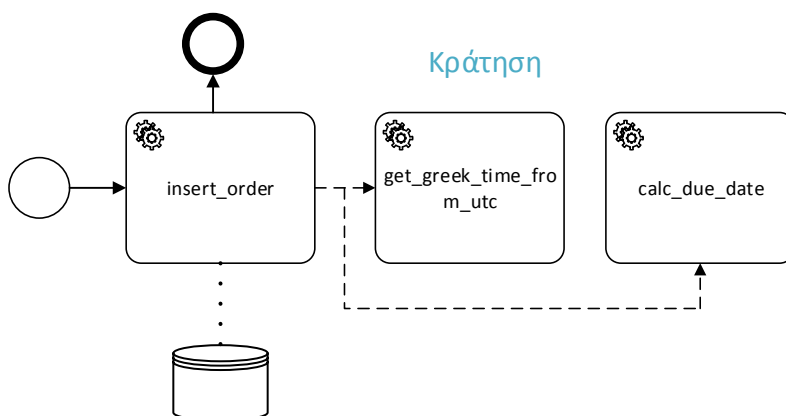 Κράτηση
insert_order
get_greek_time_fro
m_utc
calc_due_date